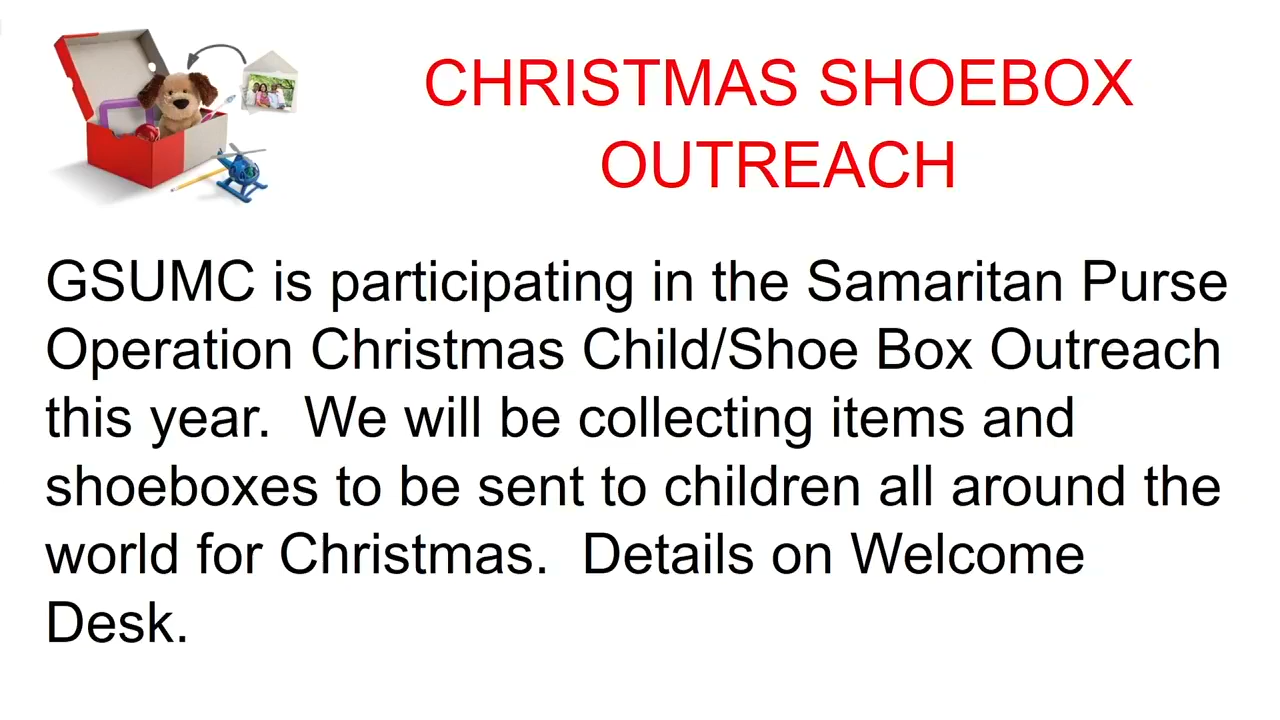 CHRISTMAS SHOEBOX
OUTREACH
GSUMC is participating in the Samaritan Purse
Operation Christmas Child/Shoe Box Outreach
this year.  We will be collecting items and
shoeboxes to be sent to children all around the
world for Christmas.  Details on Welcome
Desk.